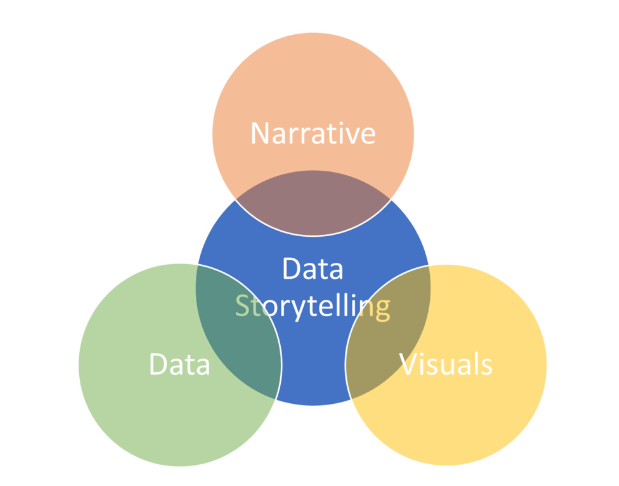 Narrative
Data
Storytelling
Data
Visuals